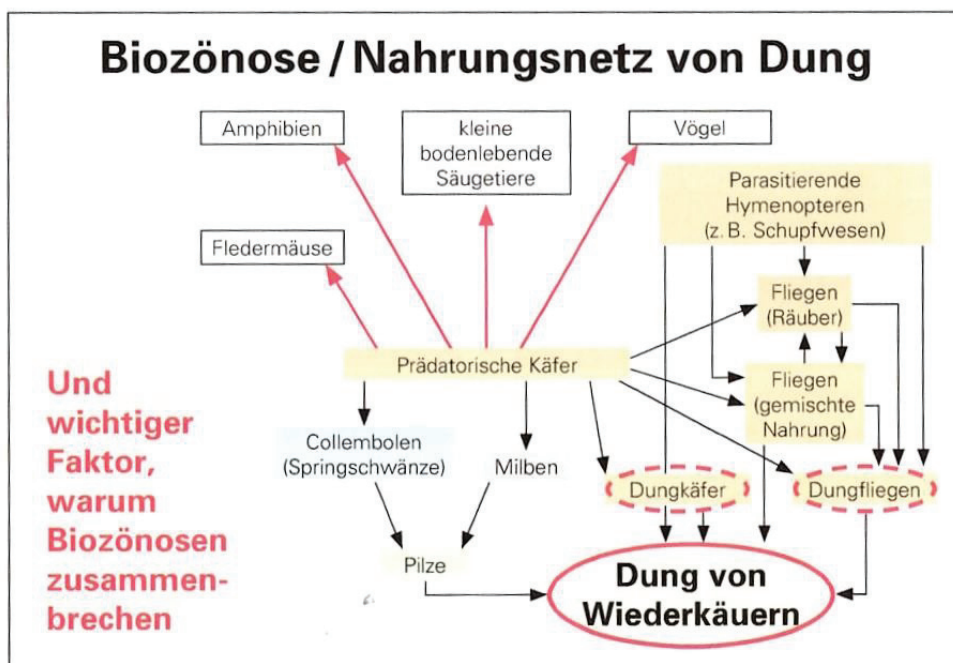 Biozönose / Nahrungsnetz von Dung
Amphibien
kleine
bodenlebende
Säugetiere
Vögel
Parasitierende
Hymenopteren
(z. B. Schupfwesen)
Fledermäuse
Fliegen
(Räuber)
Prädatorische Käfer
Fliegen
(gemischte
Nahrung)
Und
wichtiger
Faktor,
warum
Biozönosen
zusammen-
brechen
Collembolen
(Springschwänze)
Milben
Dungkäfer
Dungfliegen
Pilze
Dung von
Wiederkäuern